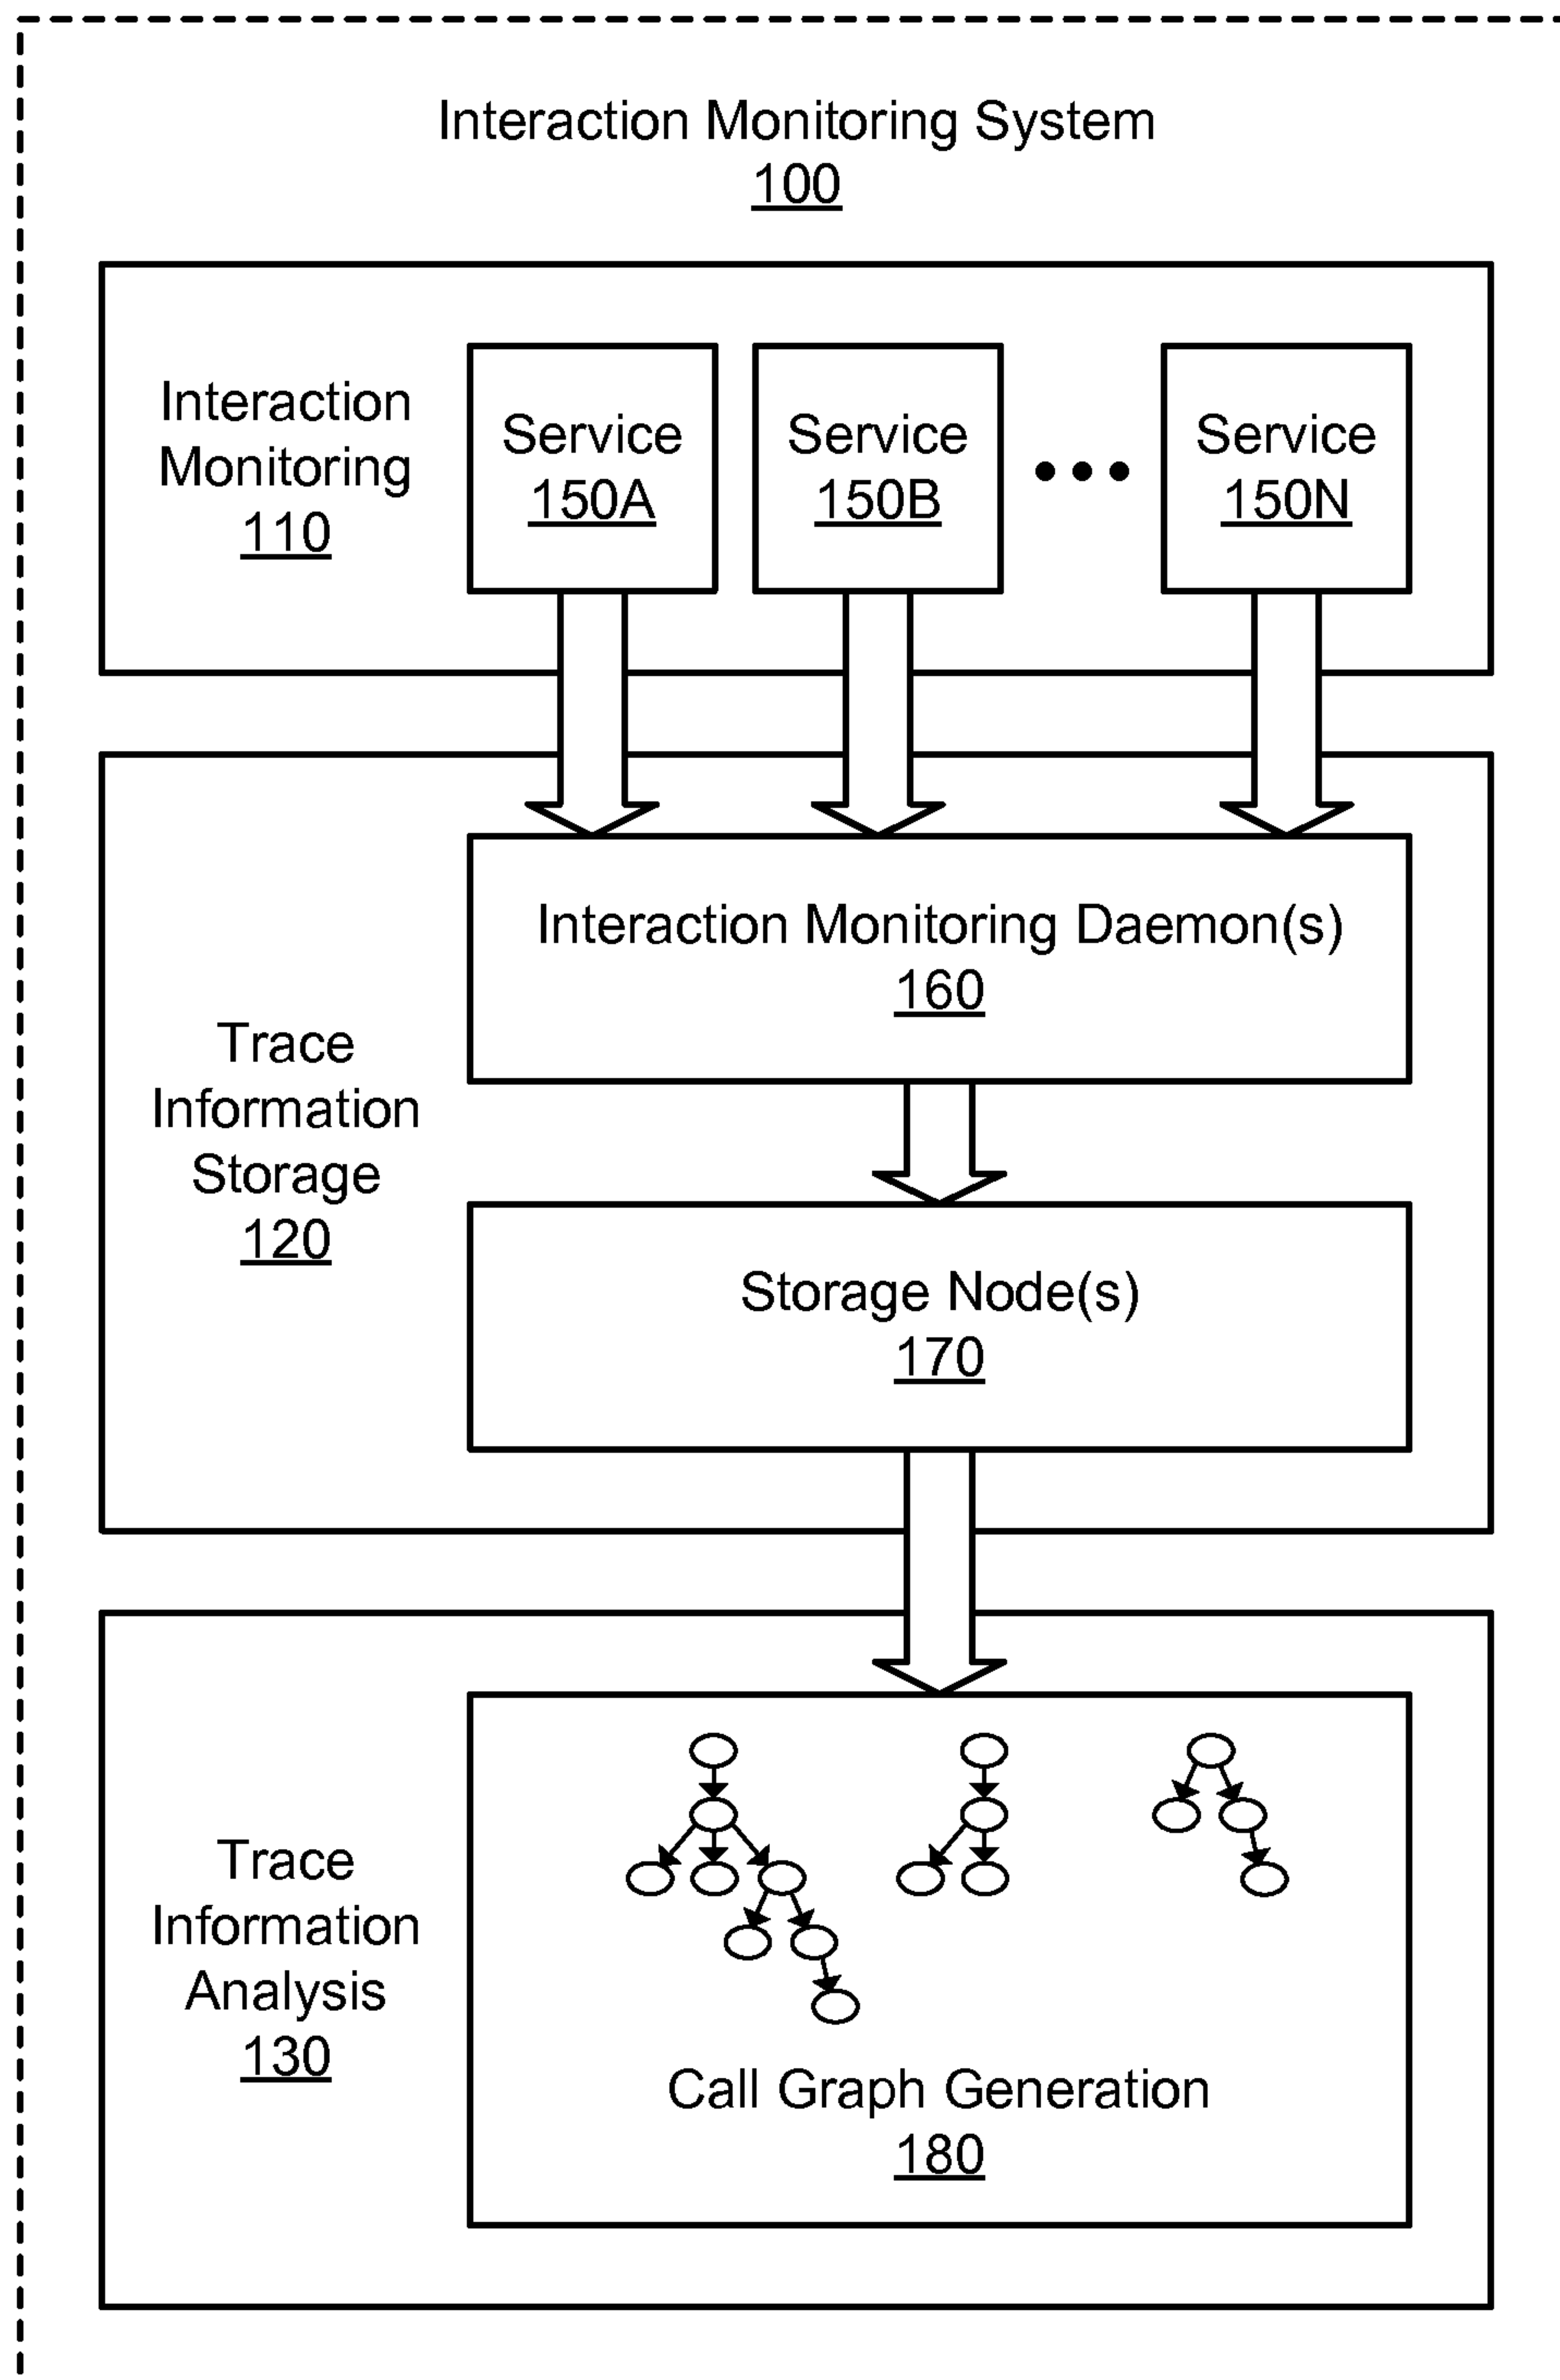 Interaction Monitoring System
100
Interaction
Monitoring
110
Service
150A
Service
150B
Service
150N
Interaction Monitoring Daemon(s)
160
Trace
Information
Storage
120
Storage Node(s)
170
Trace
Information
Analysis
130
Call Graph Generation
180